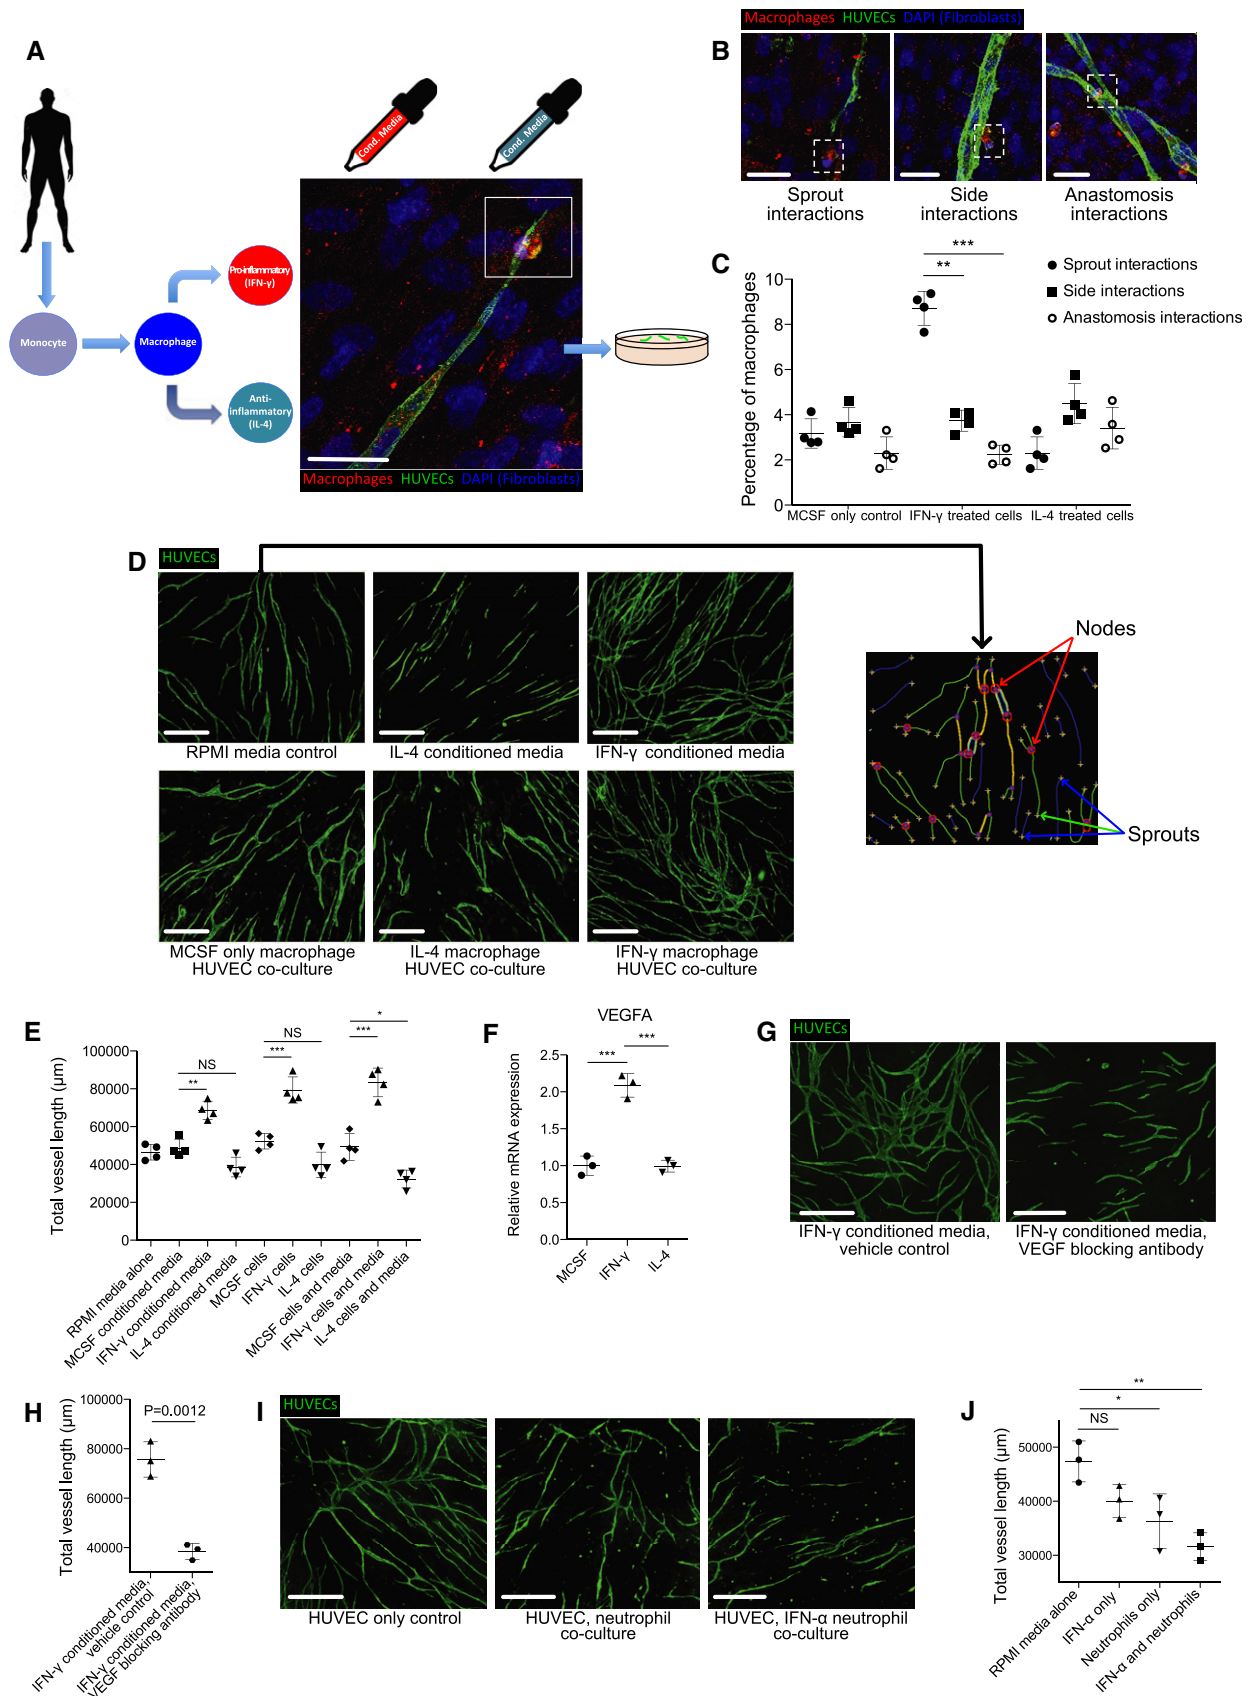 A
Cond. Media
Cond. Media
Monocyte
Macrophage
Pro-inflammatory
(IFN-γ)
Anti-
inflammatory
(IL-4)
Macrophages HUVECs DAPI (Fibroblasts)
B
Macrophages HUVECs DAPI (Fibroblasts)
Sprout
interactions
Side
interactions
Anastomosis
interactions
C
Percentage of macrophages
10
8
6
4
2
0
***
**
Sprout interactions
Side interactions
Anastomosis interactions
MCSF only control
IFN-γ treated cells
IL-4 treated cells
D
HUVECs
RPMI media control
IL-4 conditioned media
IFN-γ conditioned media
MCSF only macrophage
HUVEC co-culture
IL-4 macrophage
HUVEC co-culture
IFN-γ macrophage
HUVEC co-culture
Nodes
Sprouts
E
Total vessel length (μm)
100000
80000
60000
40000
20000
0
NS
**
NS
***
*
***
RPMI media alone
MCSF conditioned media
IFN-γ conditioned media
IL-4 conditioned media
MCSF cells
IFN-γ cells
IL-4 cells
MCSF cells and media
IFN-γ cells and media
IL-4 cells and media
F
VEGFA
Relative mRNA expression
2.5
2.0
1.5
1.0
0.5
0.0
***
***
MCSF
IFN-γ
IL-4
G
HUVECs
IFN-γ conditioned media,
vehicle control
IFN-γ conditioned media,
VEGF blocking antibody
H
Total vessel length (μm)
100000
80000
60000
40000
P=0.0012
IFN-γ conditioned media,
vehicle control
IFN-γ conditioned media,
VEGF blocking antibody
I
HUVECs
HUVEC only control
HUVEC, neutrophil
co-culture
HUVEC, IFN-α neutrophil
co-culture
J
Total vessel length (μm)
50000
40000
30000
**
*
NS
RPMI media alone
IFN-α only
Neutrophils only
IFN-α and neutrophils